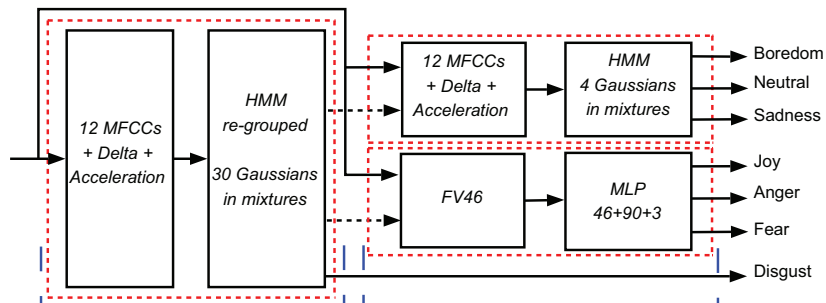 12 MFCCs
+ Delta +
Acceleration
HMM
re-grouped
30 Gaussians
in mixtures
12 MFCCs
+ Delta +
Acceleration
HMM
4 Gaussians
in mixtures
Boredom
Neutral
Sadness
FV46
MLP
46+90+3
Joy
Anger
Fear
Disgust